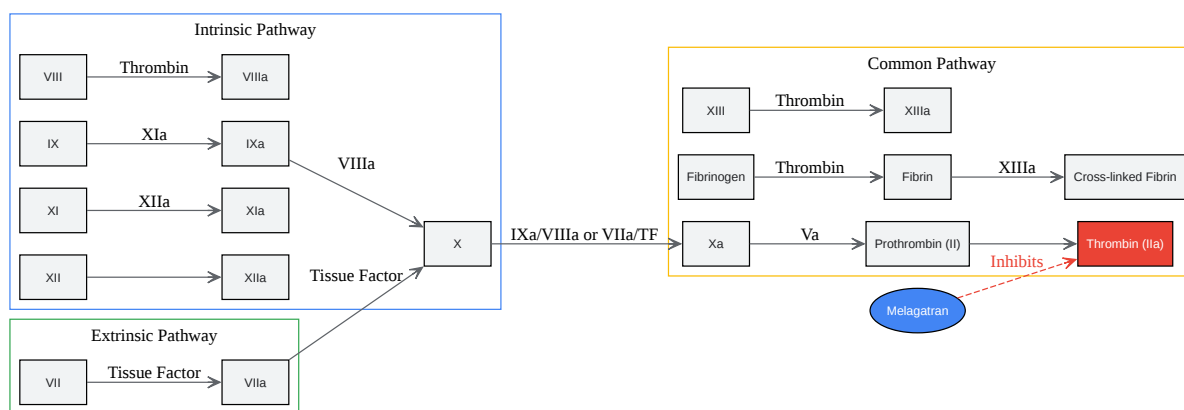 Intrinsic Pathway
VIII
Thrombin
VIIIa
IX
XIa
IXa
VIIIa
XI
XIIa
XIa
XII
XIIa
X
Tissue Factor
IXa/VIIIa or VIIa/TF
Extrinsic Pathway
VII
Tissue Factor
VIIa
Common Pathway
XIII
Thrombin
XIIIa
Fibrinogen
Thrombin
Fibrin
XIIIa
Cross-linked Fibrin
Xa
Va
Prothrombin (II)
Thrombin (IIa)
Inhibits
Melagatran